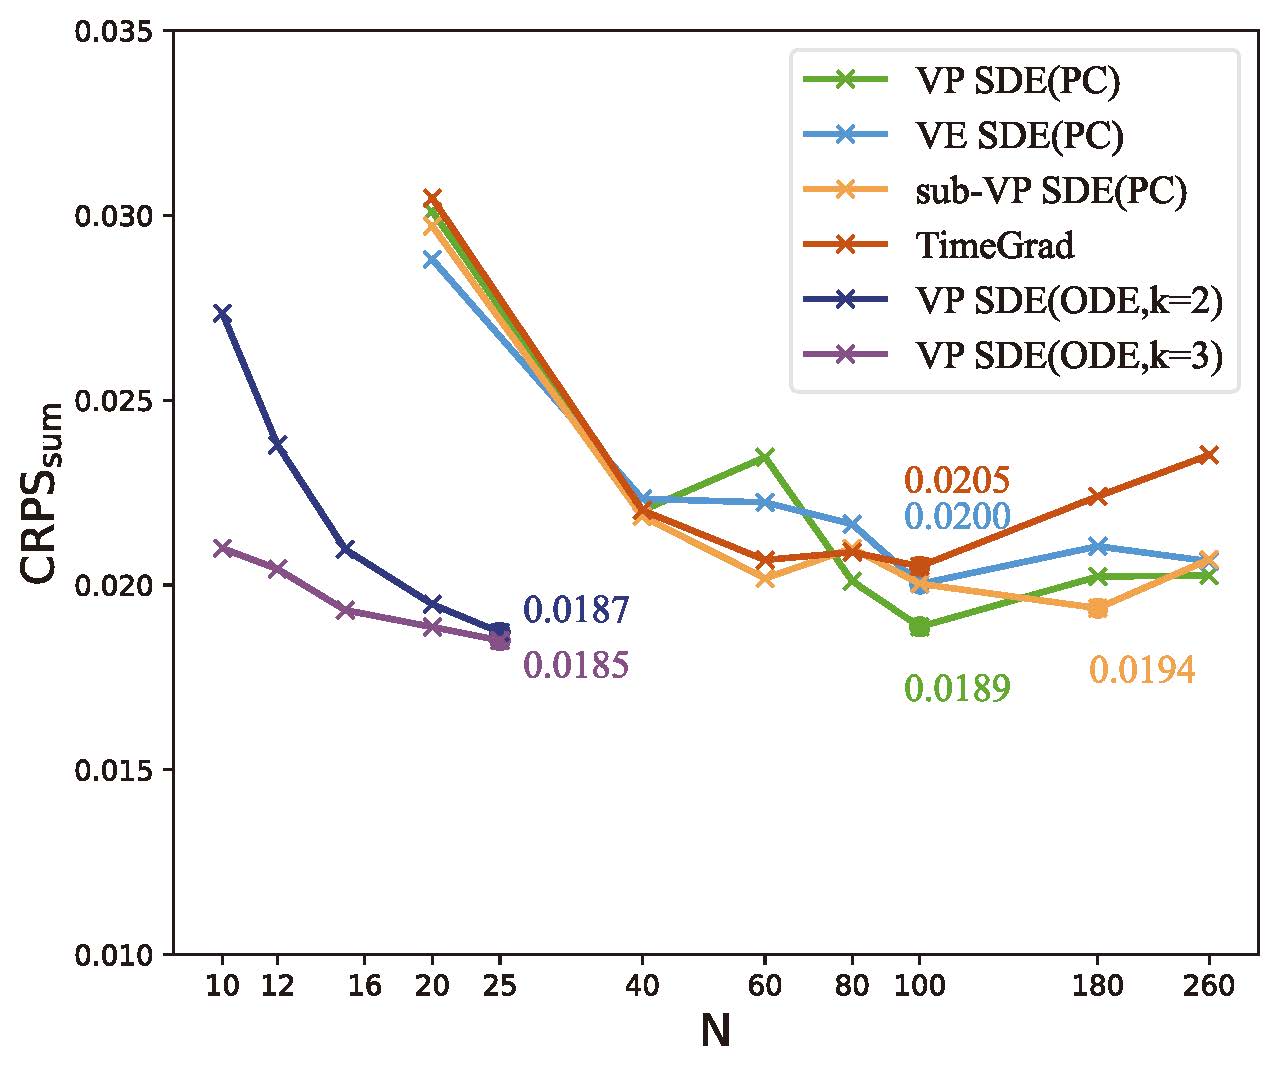 0.035
0.030
0.025
0.020
0.015
0.010
CRPSsum
VP SDE(PC)
VE SDE(PC)
sub-VP SDE(PC)
TimeGrad
VP SDE(ODE,k=2)
VP SDE(ODE,k=3)
0.0205
0.0200
0.0187
0.0185
0.0194
0.0189
10 12 16 20 25 40 60 80 100 180 260
N